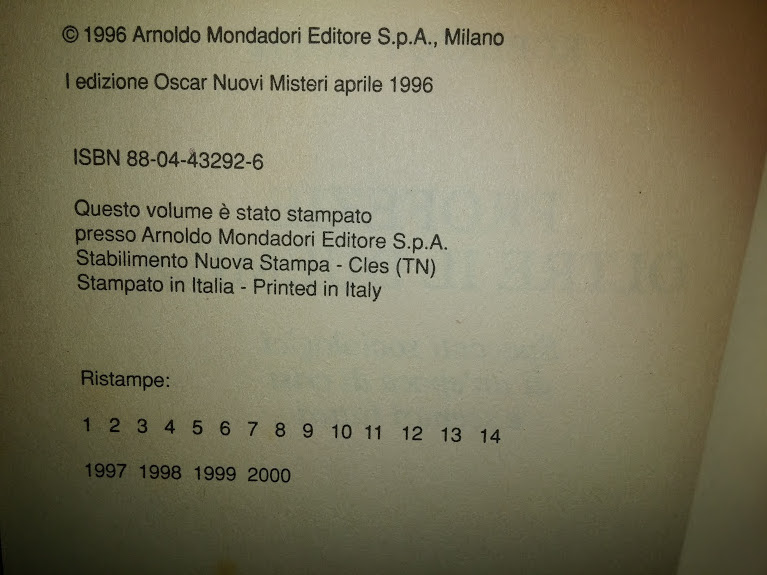 © 1996 Arnoldo Mondadori Editore S.p.A., Milano
I edizione Oscar Nuovi Misteri aprile 1996
ISBN 88-04-43292-6
Questo volume è stato stampato
presso Arnoldo Mondadori Editore S.p.A.
Stabilimento Nuova Stampa - Cles (TN)
Stampato in Italia - Printed in Italy
Ristampe:
1 2 3 4 5 6 7 8 9 10 11 12 13 14
1997 1998 1999 2000